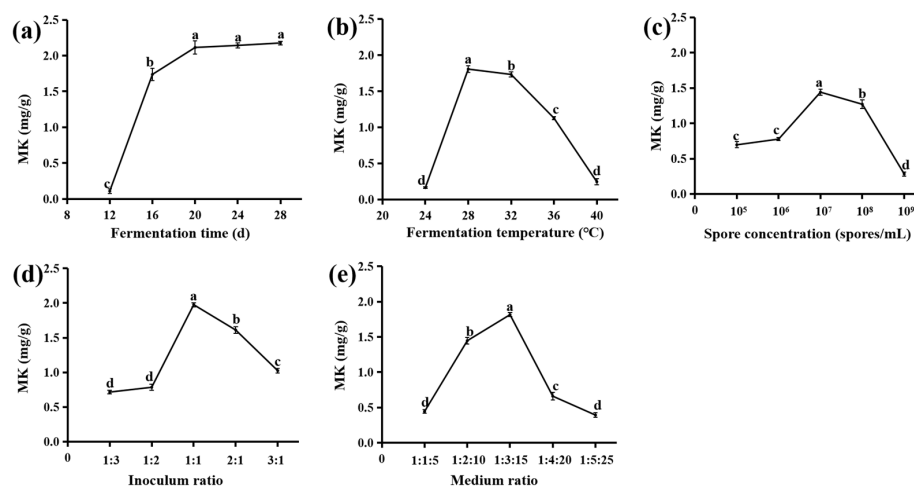 (a)
MK (mg/g)
2.5
2.0
1.5
1.0
0.5
0.0
c
b
a
a
a
8 12 16 20 24 28
Fermentation time (d)
(b)
MK (mg/g)
2.5
2.0
1.5
1.0
0.5
0.0
d
a
b
c
d
20 24 28 32 36 40
Fermentation temperature (°C)
(c)
MK (mg/g)
2.5
2.0
1.5
1.0
0.5
0.0
c
c
a
b
d
0 10⁵ 10⁶ 10⁷ 10⁸ 10⁹
Spore concentration (spores/mL)
(d)
MK (mg/g)
2.5
2.0
1.5
1.0
0.5
0.0
d
d
a
b
c
0 1:3 1:2 1:1 2:1 3:1
Inoculum ratio
(e)
MK (mg/g)
2.5
2.0
1.5
1.0
0.5
0.0
d
b
a
c
d
0 1:1:5 1:2:10 1:3:15 1:4:20 1:5:25
Medium ratio